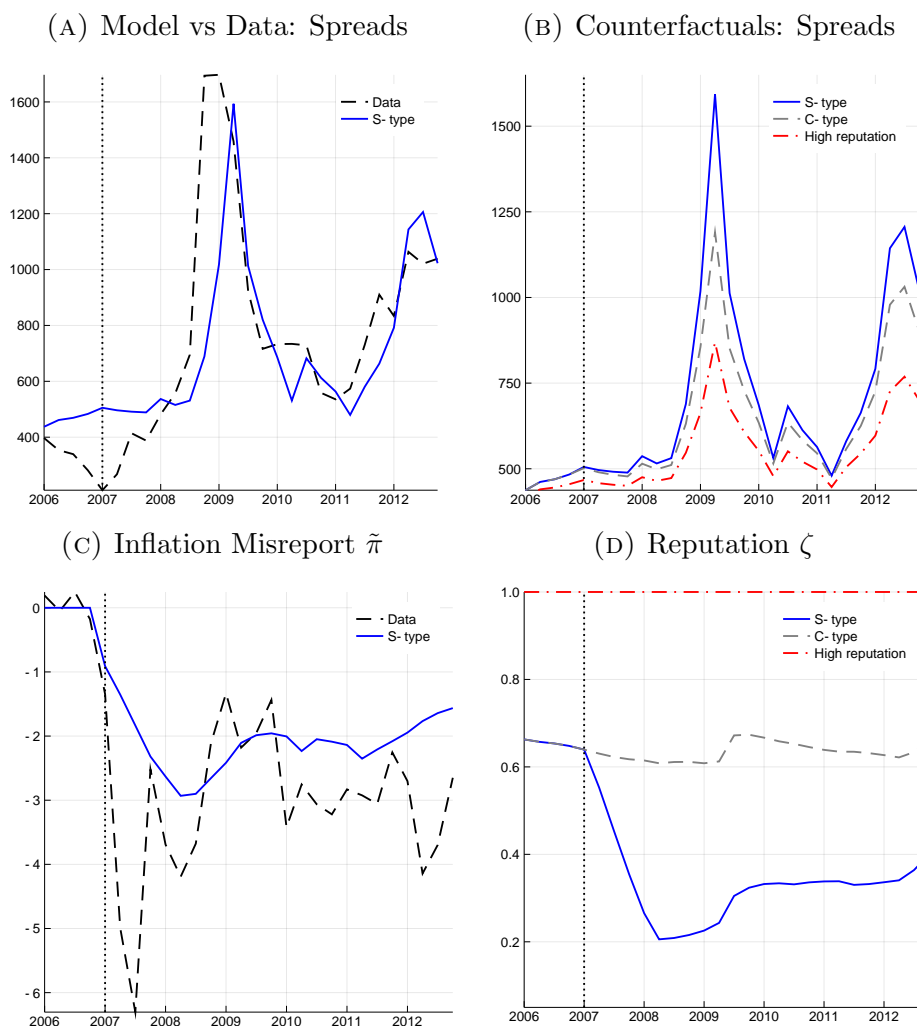 (A) Model vs Data: Spreads
1600
1400
1200
1000
800
600
400
2006 2007 2008 2009 2010 2011 2012
Data
S- type
(B) Counterfactuals: Spreads
1500
1250
1000
750
500
2006 2007 2008 2009 2010 2011 2012
S- type
C- type
High reputation
(C) Inflation Misreport π̃
0
- 1
-2
-3
-4
-5
-6
2006 2007 2008 2009 2010 2011 2012
Data
S- type
(D) Reputation ζ
1.0
0.8
0.6
0.4
0.2
2006 2007 2008 2009 2010 2011 2012
S- type
C- type
High reputation